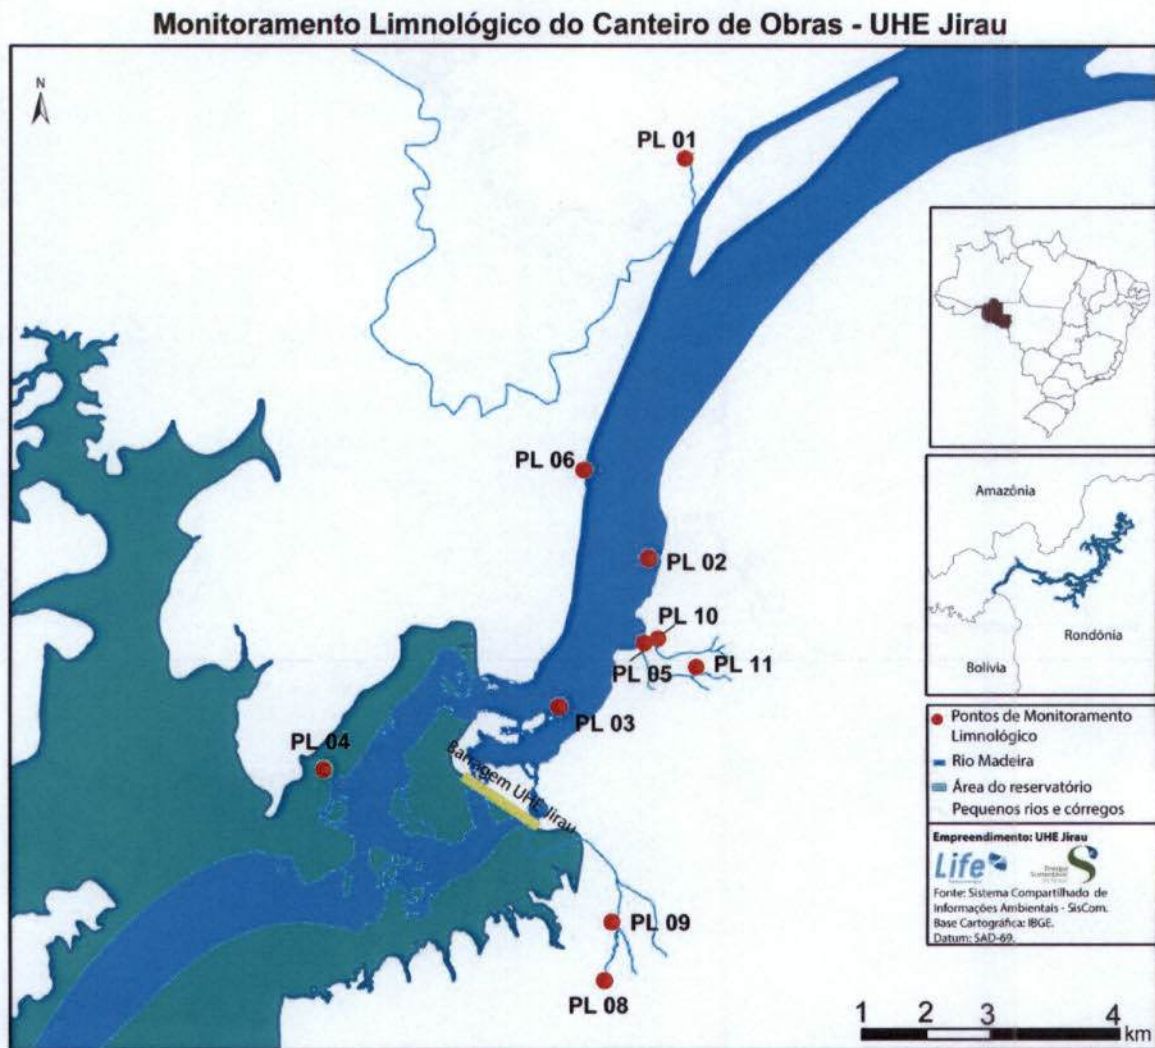 Monitoramento Limnológico do Canteiro de Obras - UHE Jirau
N
PL 01
PL 06
PL 02
PL 10
PL 05
PL 11
PL 03
PL 04
Barragem UHE Jirau
PL 09
PL 08
Amazônia
Rondônia
Bolívia
Pontos de Monitoramento
Limnológico
Rio Madeira
Área do reservatório
Pequenos rios e córregos
Empreendimento: UHE Jirau
Life
Energia
Sustentável
Fonte: Sistema Compartilhado de
Informações Ambientais - SisCom.
Base Cartográfica: IBGE.
Datum: SAD-69.
1 2 3 4
km